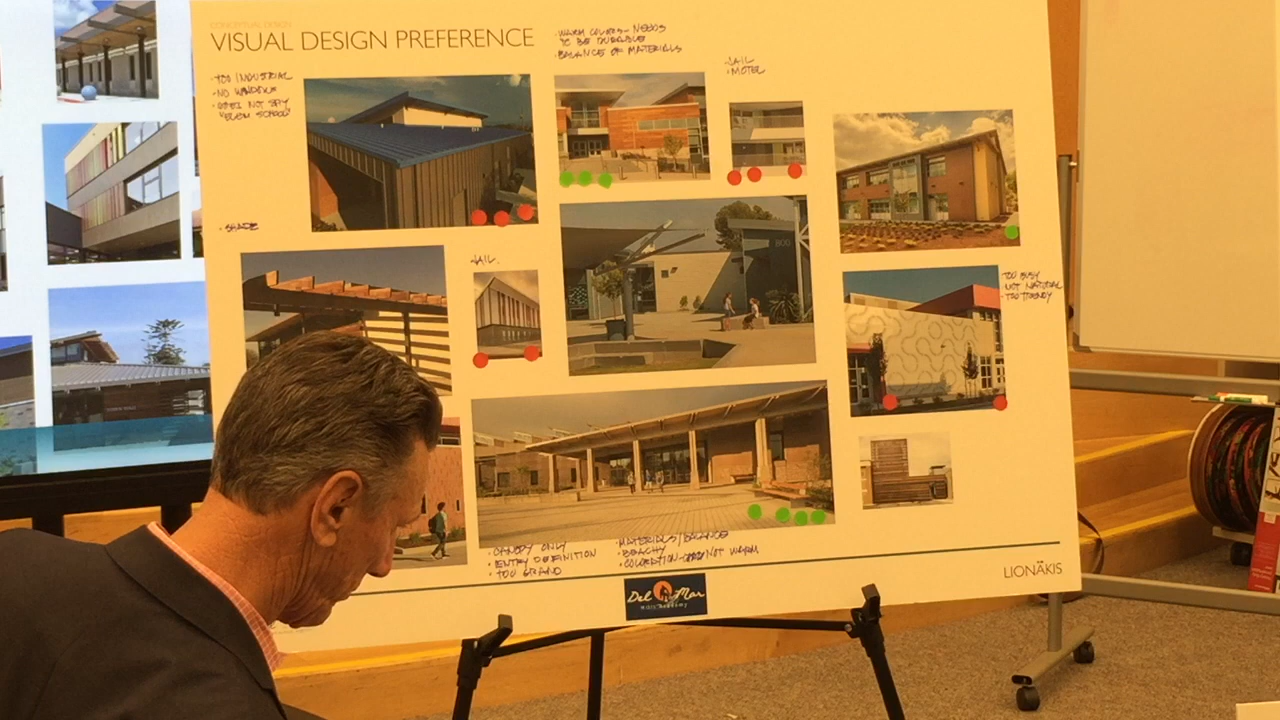 CONCEPTUAL DESIGN
VISUAL DESIGN PREFERENCE
· WARM COLORS - NEEDS
TO BE DURABLE
· BALANCE OF MATERIALS
· JAIL
· MOTEL
· TOO INDUSTRIAL
· NO WINDOWS
· DOES NOT SAY
"ELEM SCHOOL"
· SHADE
· JAIL
TOO BUSY
NOT NATURAL
· TOO TRENDY
· CANOPY ONLY
· ENTRY DEFINITION
· TOO GRAND
· MATERIALS/BALANCE
· BEACHY
· COLORATION - NOT WARM
LIONÄKIS
Del Mar